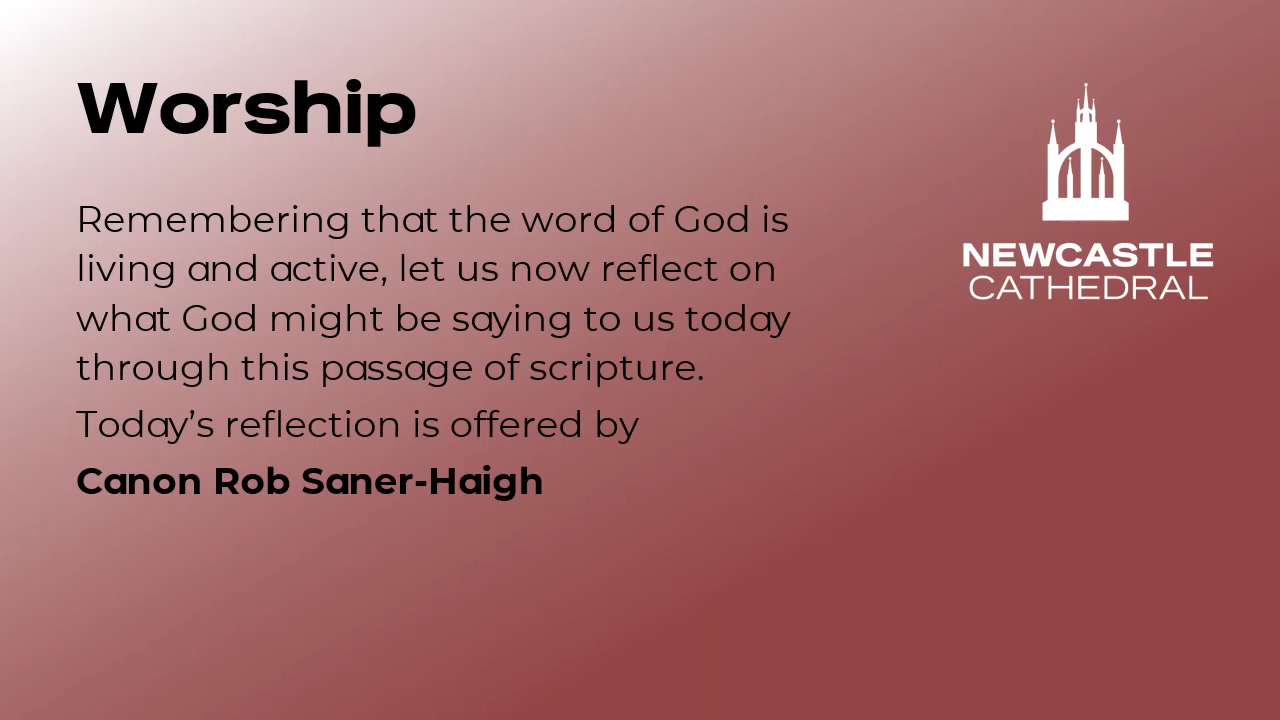 Worship
Remembering that the word of God is
living and active, let us now reflect on
what God might be saying to us today
through this passage of scripture.
Today’s reflection is offered by
Canon Rob Saner-Haigh
NEWCASTLE
CATHEDRAL